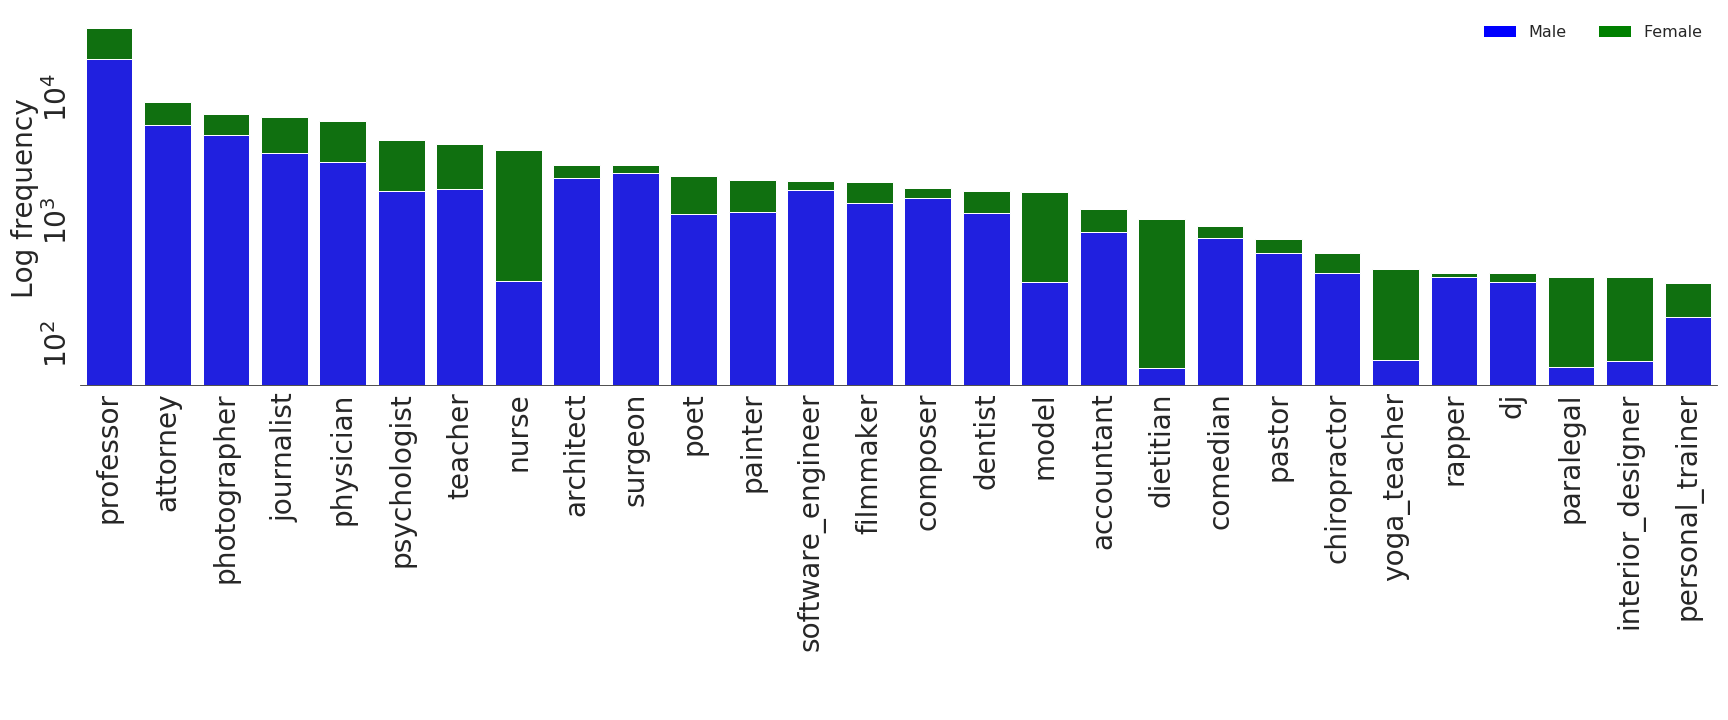 Male
Female
Log frequency
10^4
10^3
10^2
professor
attorney
photographer
journalist
physician
psychologist
teacher
nurse
architect
surgeon
poet
painter
software_engineer
filmmaker
composer
dentist
model
accountant
dietitian
comedian
pastor
chiropractor
yoga_teacher
rapper
dj
paralegal
interior_designer
personal_trainer